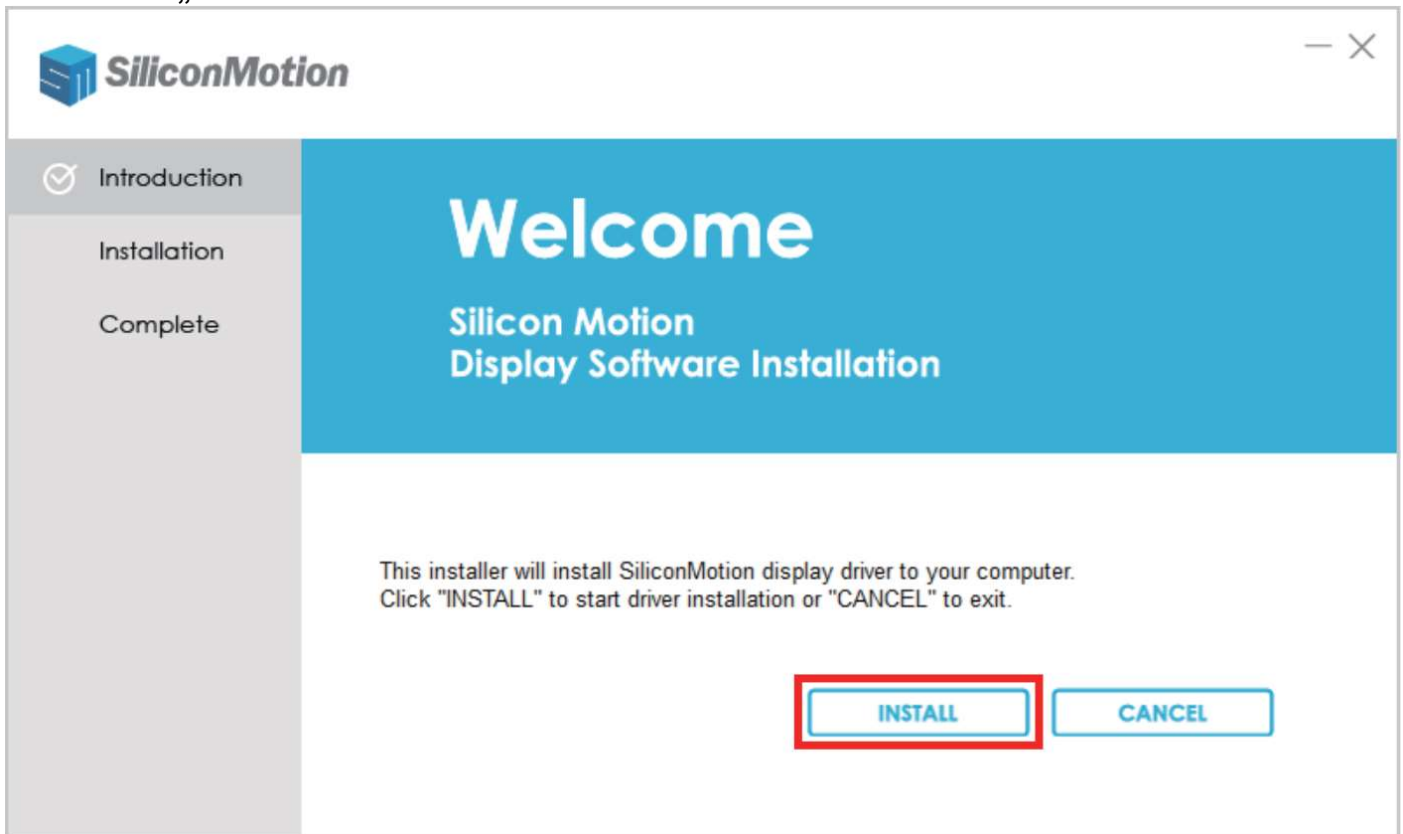 „
SiliconMotion
Introduction
Installation
Complete
Welcome
Silicon Motion
Display Software Installation
This installer will install SiliconMotion display driver to your computer.
Click "INSTALL" to start driver installation or "CANCEL" to exit.
INSTALL
CANCEL